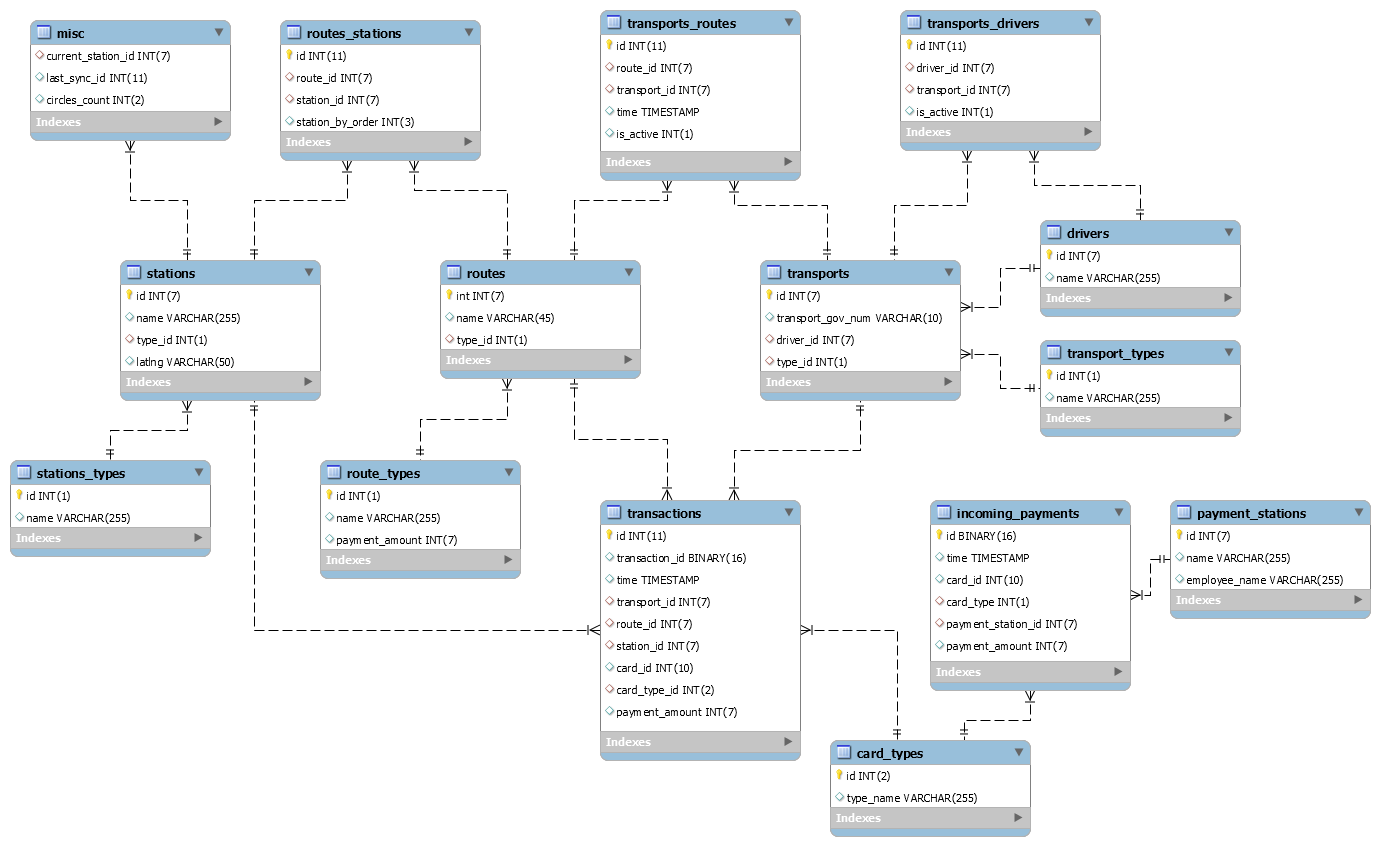 misc
current_station_id INT(7)
last_sync_id INT(11)
circles_count INT(2)
Indexes
routes_stations
id INT(11)
route_id INT(7)
station_id INT(7)
station_by_order INT(3)
Indexes
transports_routes
id INT(11)
route_id INT(7)
transport_id INT(7)
time TIMESTAMP
is_active INT(1)
Indexes
transports_drivers
id INT(11)
driver_id INT(7)
transport_id INT(7)
is_active INT(1)
Indexes
stations
id INT(7)
name VARCHAR(255)
type_id INT(1)
latlng VARCHAR(50)
Indexes
routes
int INT(7)
name VARCHAR(45)
type_id INT(1)
Indexes
transports
id INT(7)
transport_gov_num VARCHAR(10)
driver_id INT(7)
type_id INT(1)
Indexes
drivers
id INT(7)
name VARCHAR(255)
Indexes
transport_types
id INT(1)
name VARCHAR(255)
Indexes
stations_types
id INT(1)
name VARCHAR(255)
Indexes
route_types
id INT(1)
name VARCHAR(255)
payment_amount INT(7)
Indexes
transactions
id INT(11)
transaction_id BINARY(16)
time TIMESTAMP
transport_id INT(7)
route_id INT(7)
station_id INT(7)
card_id INT(10)
card_type_id INT(2)
payment_amount INT(7)
Indexes
incoming_payments
id BINARY(16)
time TIMESTAMP
card_id INT(10)
card_type INT(1)
payment_station_id INT(7)
payment_amount INT(7)
Indexes
payment_stations
id INT(7)
name VARCHAR(255)
employee_name VARCHAR(255)
Indexes
card_types
id INT(2)
type_name VARCHAR(255)
Indexes